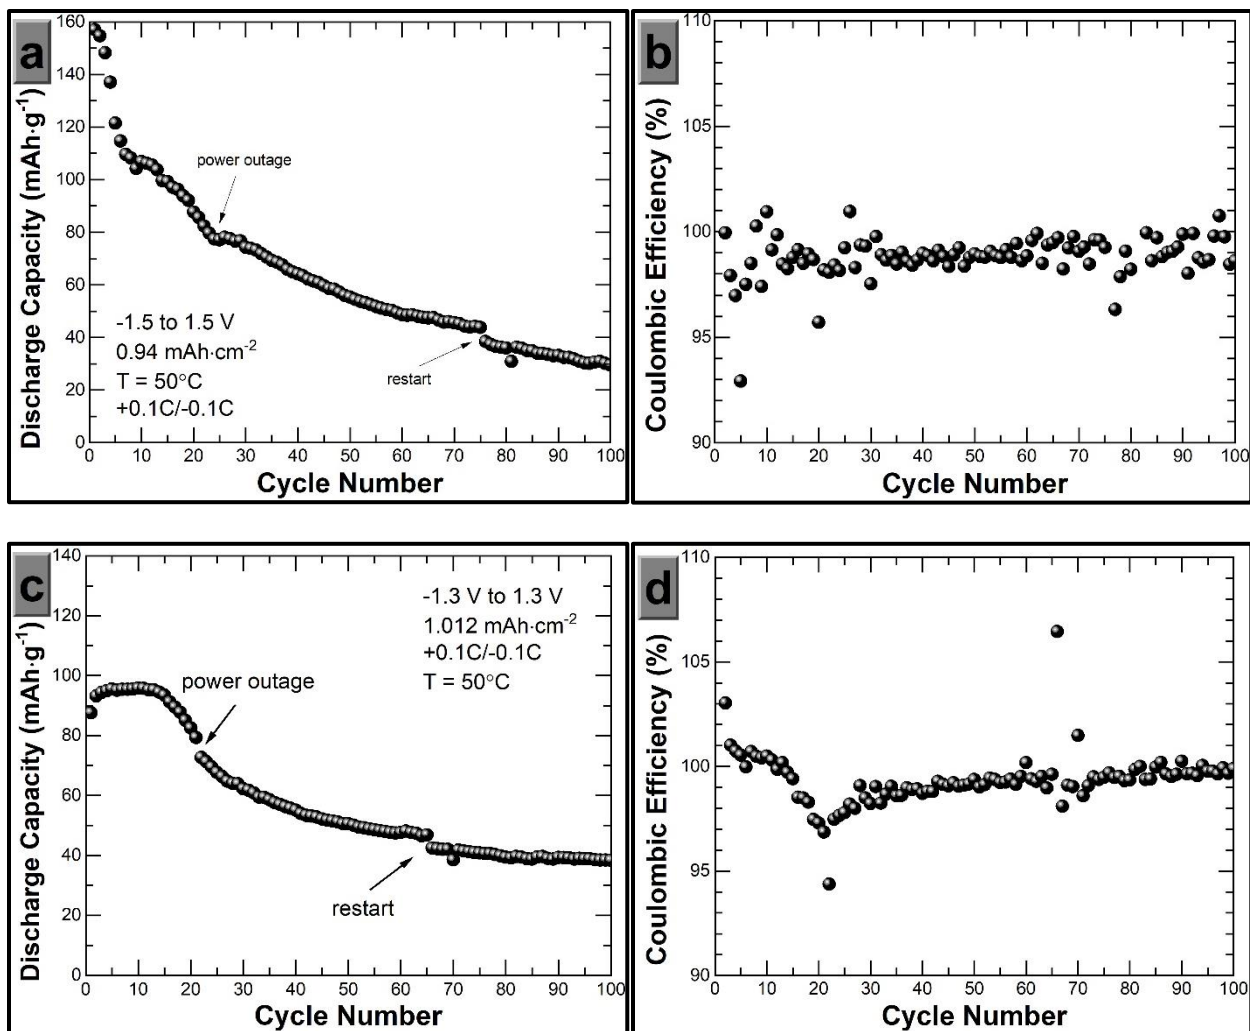 a
160
140
120
100
80
60
40
20
0
Discharge Capacity (mAh·g⁻¹)
power outage
restart
-1.5 to 1.5 V
0.94 mAh·cm⁻²
T = 50°C
+0.1C/-0.1C
0 10 20 30 40 50 60 70 80 90 100
Cycle Number
b
110
105
100
95
90
Coulombic Efficiency (%)
0 10 20 30 40 50 60 70 80 90 100
Cycle Number
c
140
120
100
80
60
40
20
0
Discharge Capacity (mAh·g⁻¹)
-1.3 V to 1.3 V
1.012 mAh·cm⁻²
+0.1C/-0.1C
T = 50°C
power outage
restart
0 10 20 30 40 50 60 70 80 90 100
Cycle Number
d
110
105
100
95
90
Coulombic Efficiency (%)
0 10 20 30 40 50 60 70 80 90 100
Cycle Number